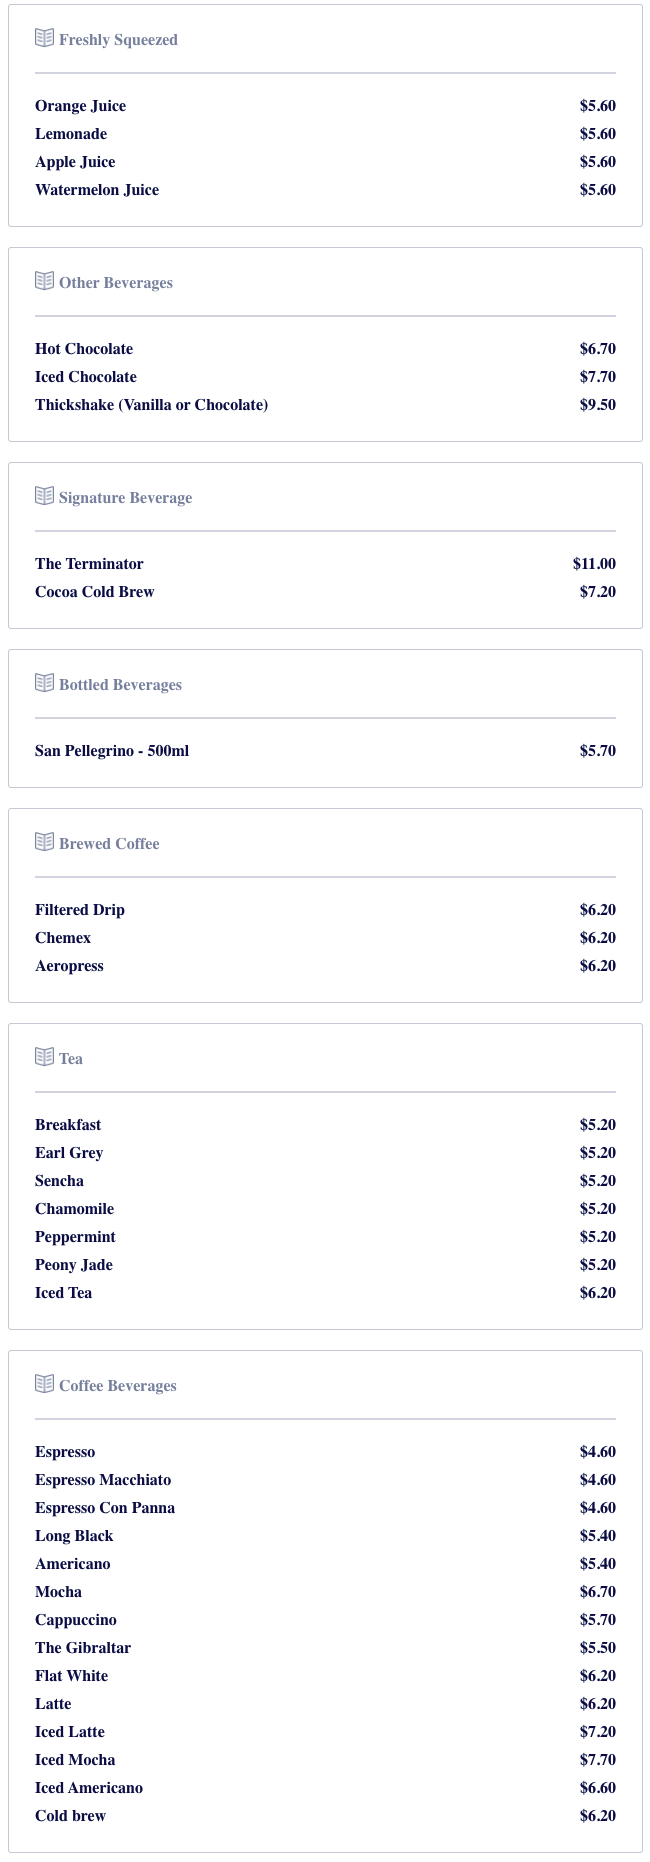 Freshly Squeezed
Orange Juice $5.60
Lemonade $5.60
Apple Juice $5.60
Watermelon Juice $5.60
Other Beverages
Hot Chocolate $6.70
Iced Chocolate $7.70
Thickshake (Vanilla or Chocolate) $9.50
Signature Beverage
The Terminator $11.00
Cocoa Cold Brew $7.20
Bottled Beverages
San Pellegrino - 500ml $5.70
Brewed Coffee
Filtered Drip $6.20
Chemex $6.20
Aeropress $6.20
Tea
Breakfast $5.20
Earl Grey $5.20
Sencha $5.20
Chamomile $5.20
Peppermint $5.20
Peony Jade $5.20
Iced Tea $6.20
Coffee Beverages
Espresso $4.60
Espresso Macchiato $4.60
Espresso Con Panna $4.60
Long Black $5.40
Americano $5.40
Mocha $6.70
Cappuccino $5.70
The Gibraltar $5.50
Flat White $6.20
Latte $6.20
Iced Latte $7.20
Iced Mocha $7.70
Iced Americano $6.60
Cold brew $6.20